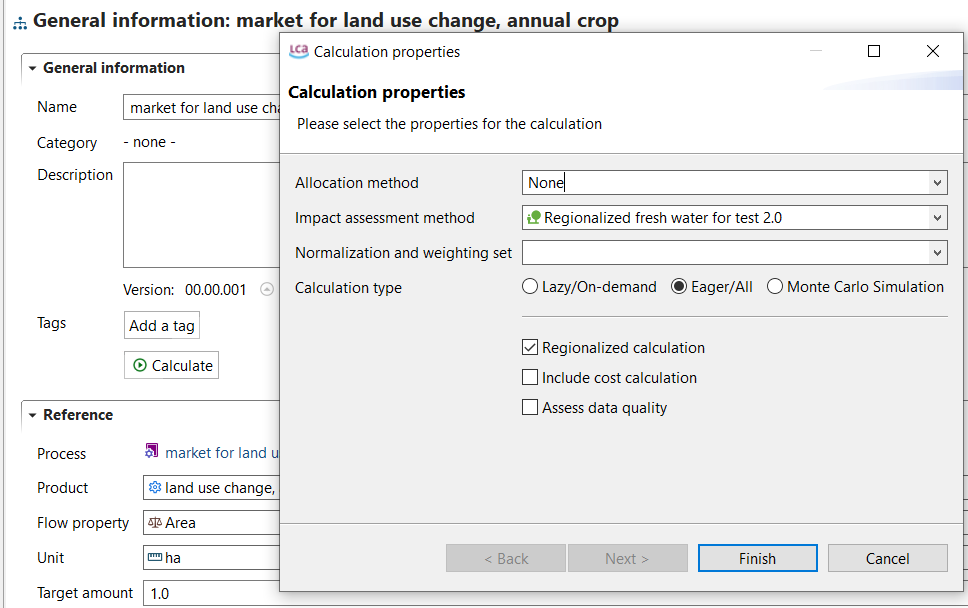 General information: market for land use change, annual crop
General information
Name
market for land use cha
Category
- none -
Description
Version: 00.00.001
Tags
Add a tag
Calculate
Reference
Process
market for land u
Product
land use change,
Flow property
Area
Unit
ha
Target amount
1.0
LCA
Calculation properties
Calculation properties
Please select the properties for the calculation
Allocation method
None
Impact assessment method
Regionalized fresh water for test 2.0
Normalization and weighting set
Calculation type
Lazy/On-demand
Eager/All
Monte Carlo Simulation
Regionalized calculation
Include cost calculation
Assess data quality
< Back
Next >
Finish
Cancel